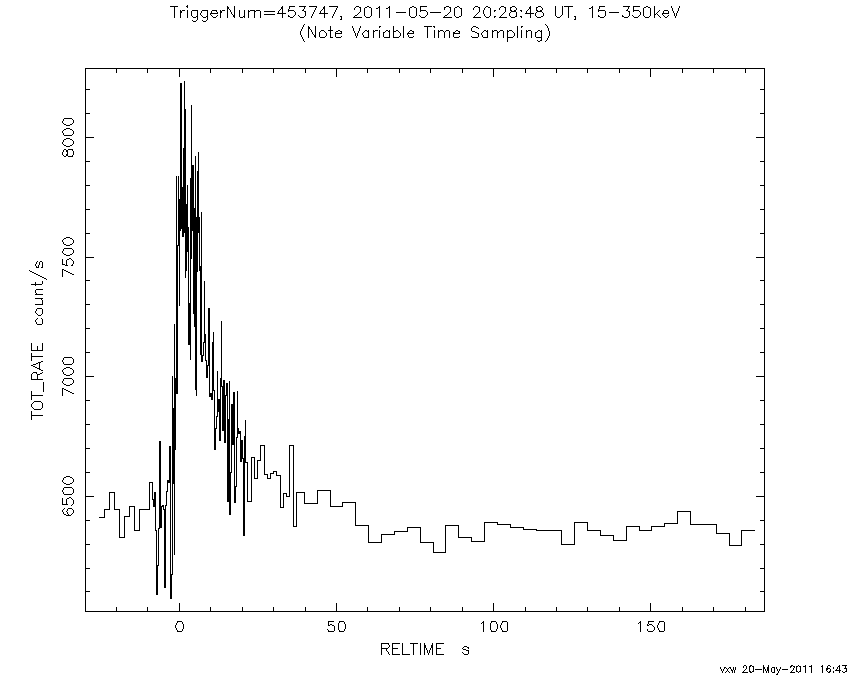 TriggerNum=453747, 2011-05-20 20:28:48 UT, 15-350keV
(Note Variable Time Sampling)
TOT_RATE count/s
8000
7500
7000
6500
0 50 100 150
RELTIME s
vxw 20-May-2011 16:43